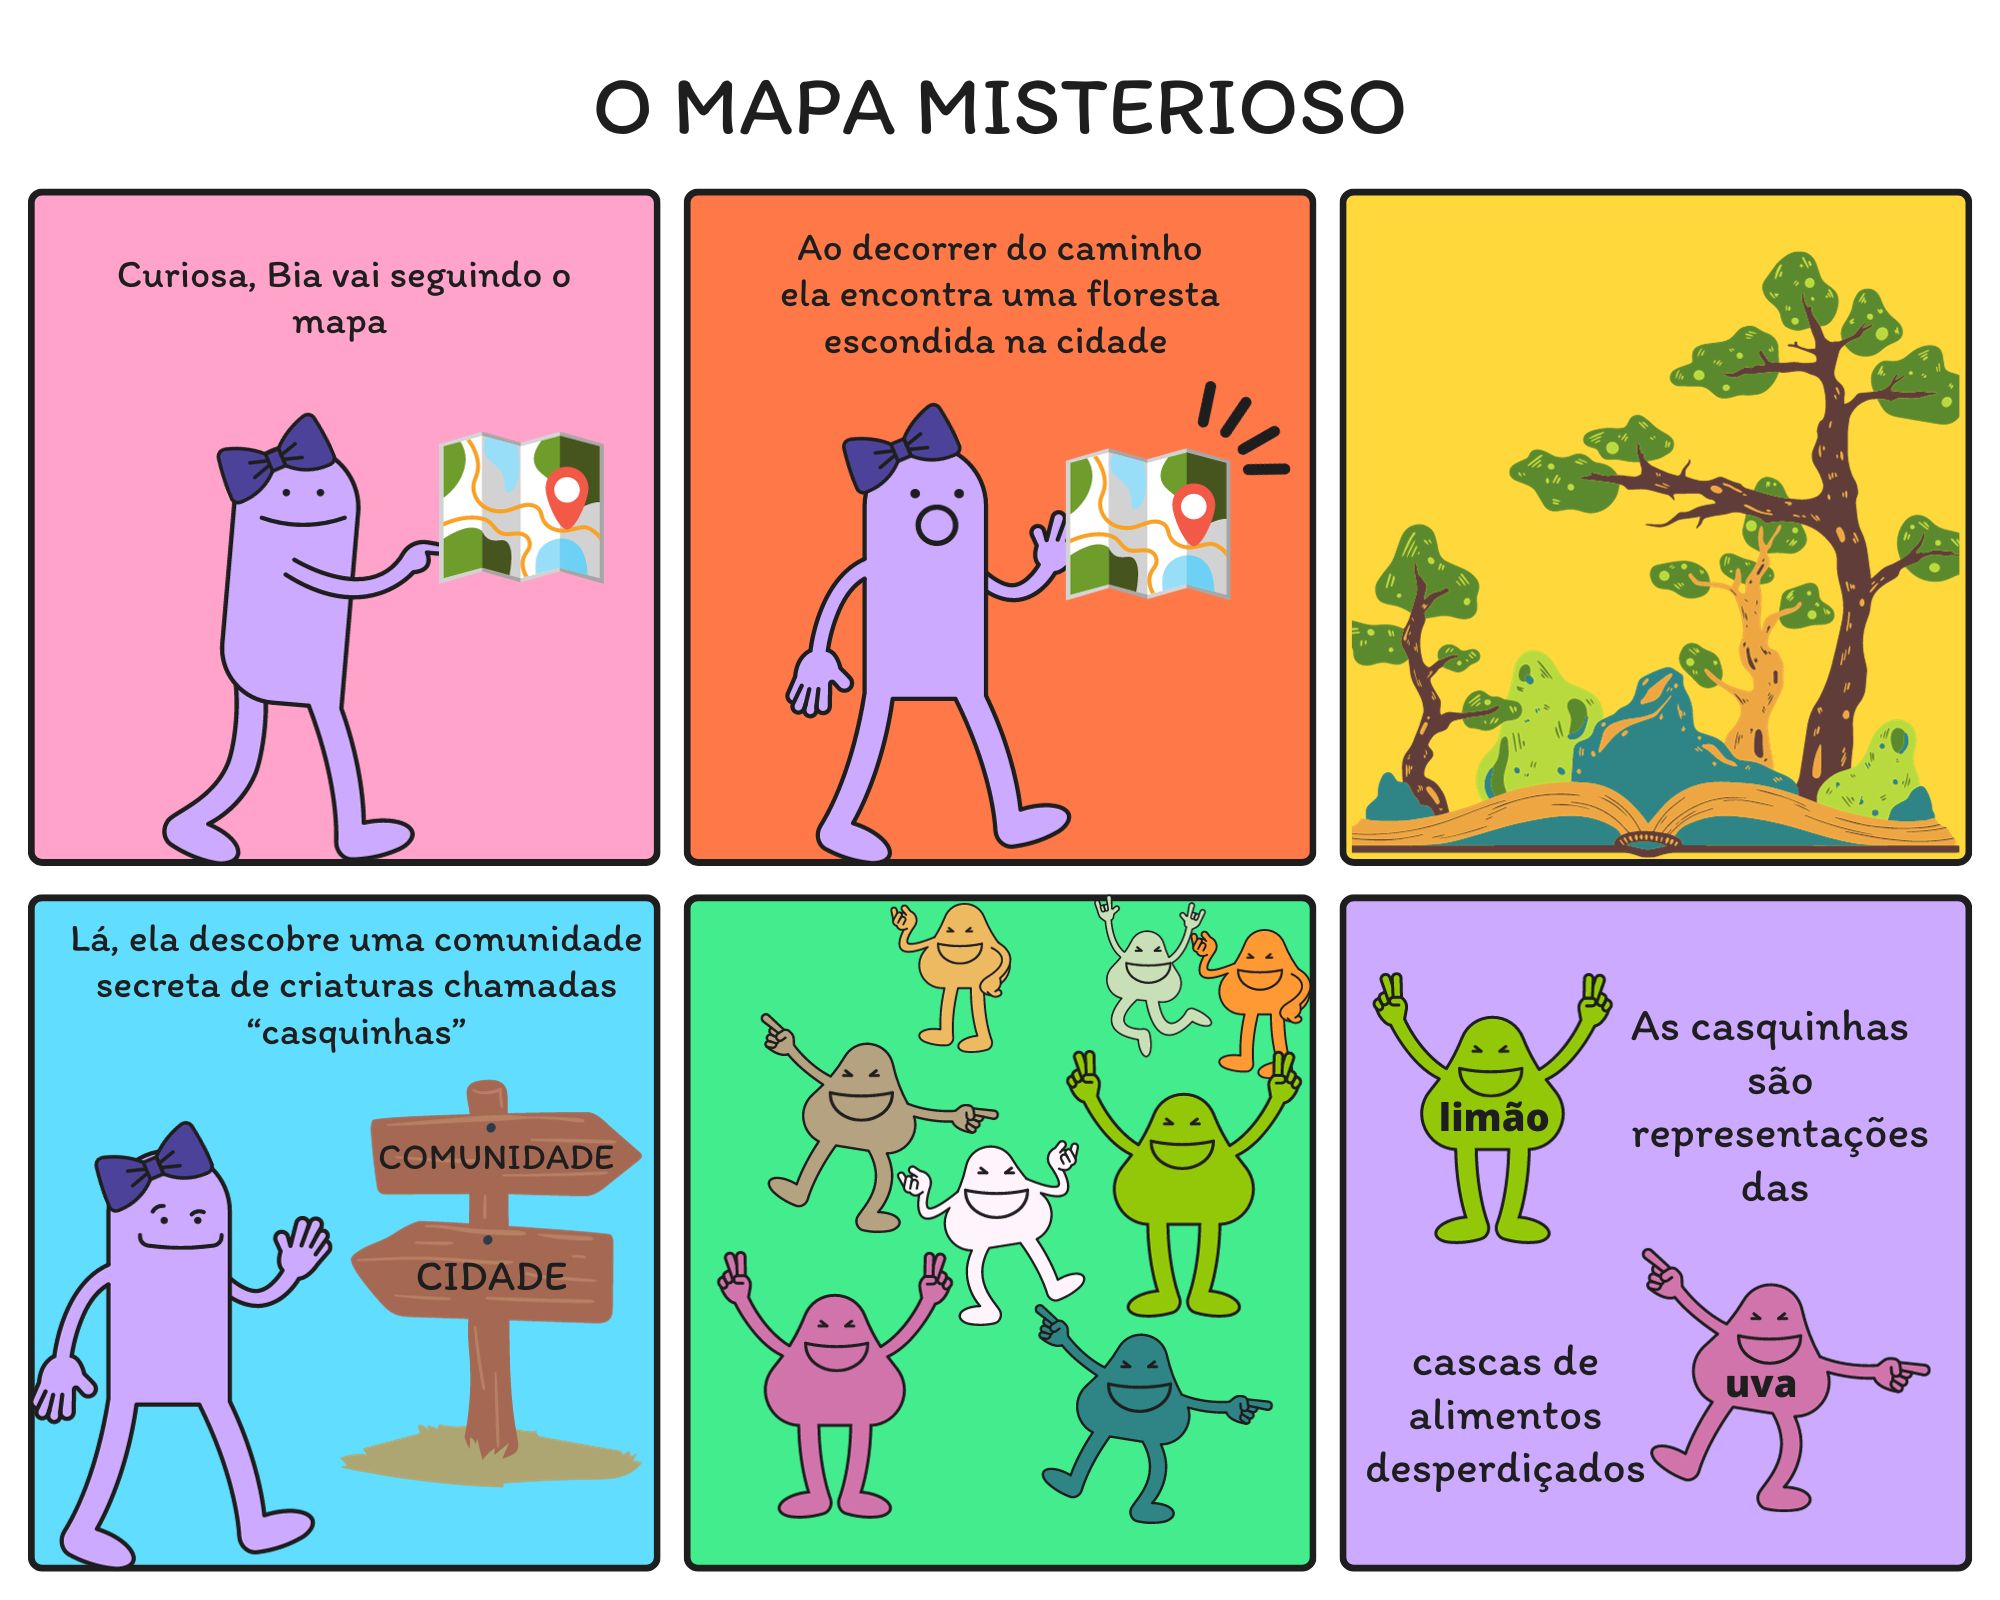 O MAPA MISTERIOSO
Curiosa, Bia vai seguindo o
mapa
Ao decorrer do caminho
ela encontra uma floresta
escondida na cidade
Lá, ela descobre uma comunidade
secreta de criaturas chamadas
“casquinhas”
COMUNIDADE
CIDADE
limão
As casquinhas
são
representações
das
cascas de
alimentos
desperdiçados
uva